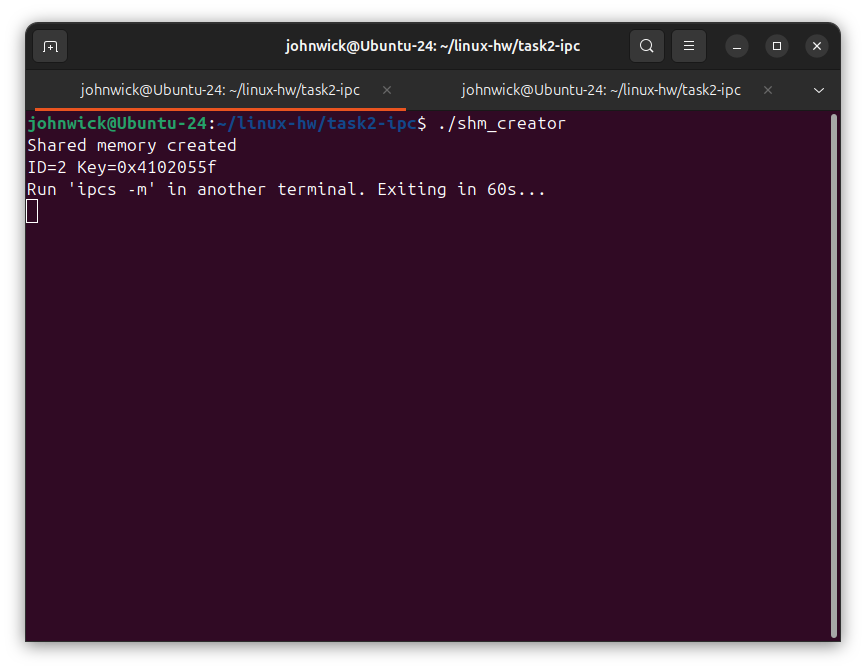 johnwick@Ubuntu-24: ~/linux-hw/task2-ipc
johnwick@Ubuntu-24: ~/linux-hw/task2-ipc
johnwick@Ubuntu-24: ~/linux-hw/task2-ipc
johnwick@Ubuntu-24:~/linux-hw/task2-ipc$ ./shm_creator
Shared memory created
ID=2 Key=0x4102055f
Run 'ipcs -m' in another terminal. Exiting in 60s...